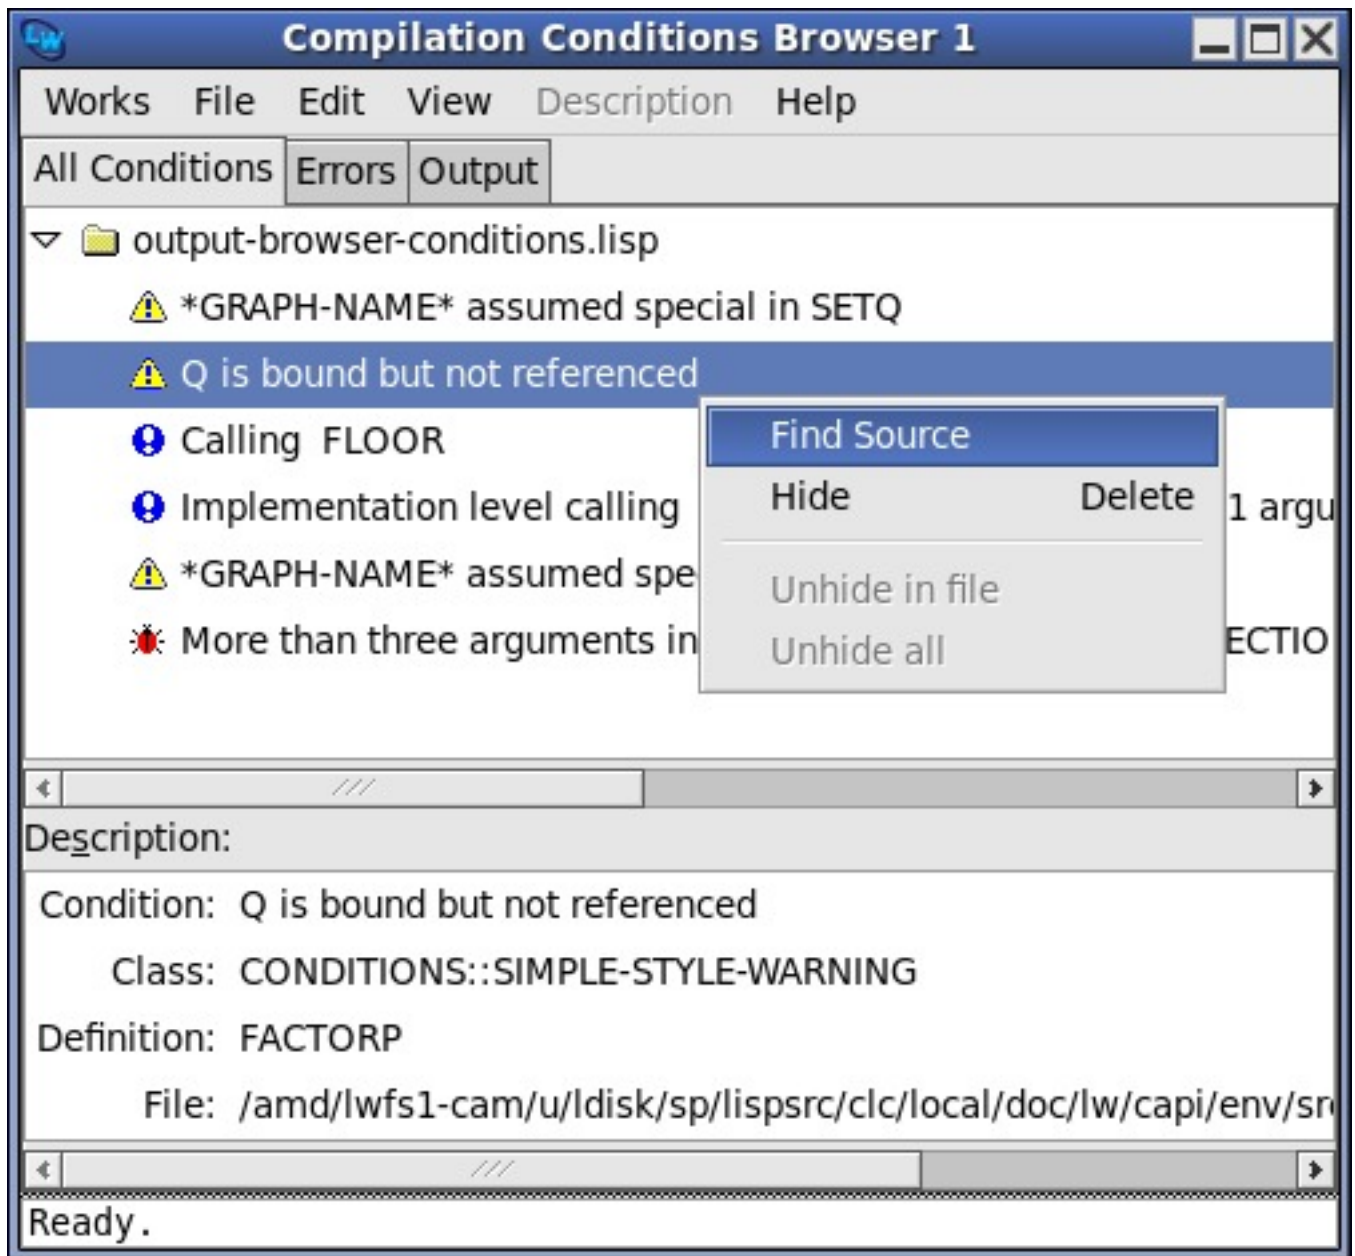 LW Compilation Conditions Browser 1
Works File Edit View Description Help
All Conditions Errors Output
output-browser-conditions.lisp
*GRAPH-NAME* assumed special in SETQ
Q is bound but not referenced
Calling FLOOR
Implementation level calling 1 argu
*GRAPH-NAME* assumed spe
More than three arguments in ECTIO
Find Source
Hide Delete
Unhide in file
Unhide all
Description:
Condition: Q is bound but not referenced
Class: CONDITIONS::SIMPLE-STYLE-WARNING
Definition: FACTORP
File: /amd/lwfs1-cam/u/ldisk/sp/lispsrc/clc/local/doc/lw/capi/env/sr
Ready.